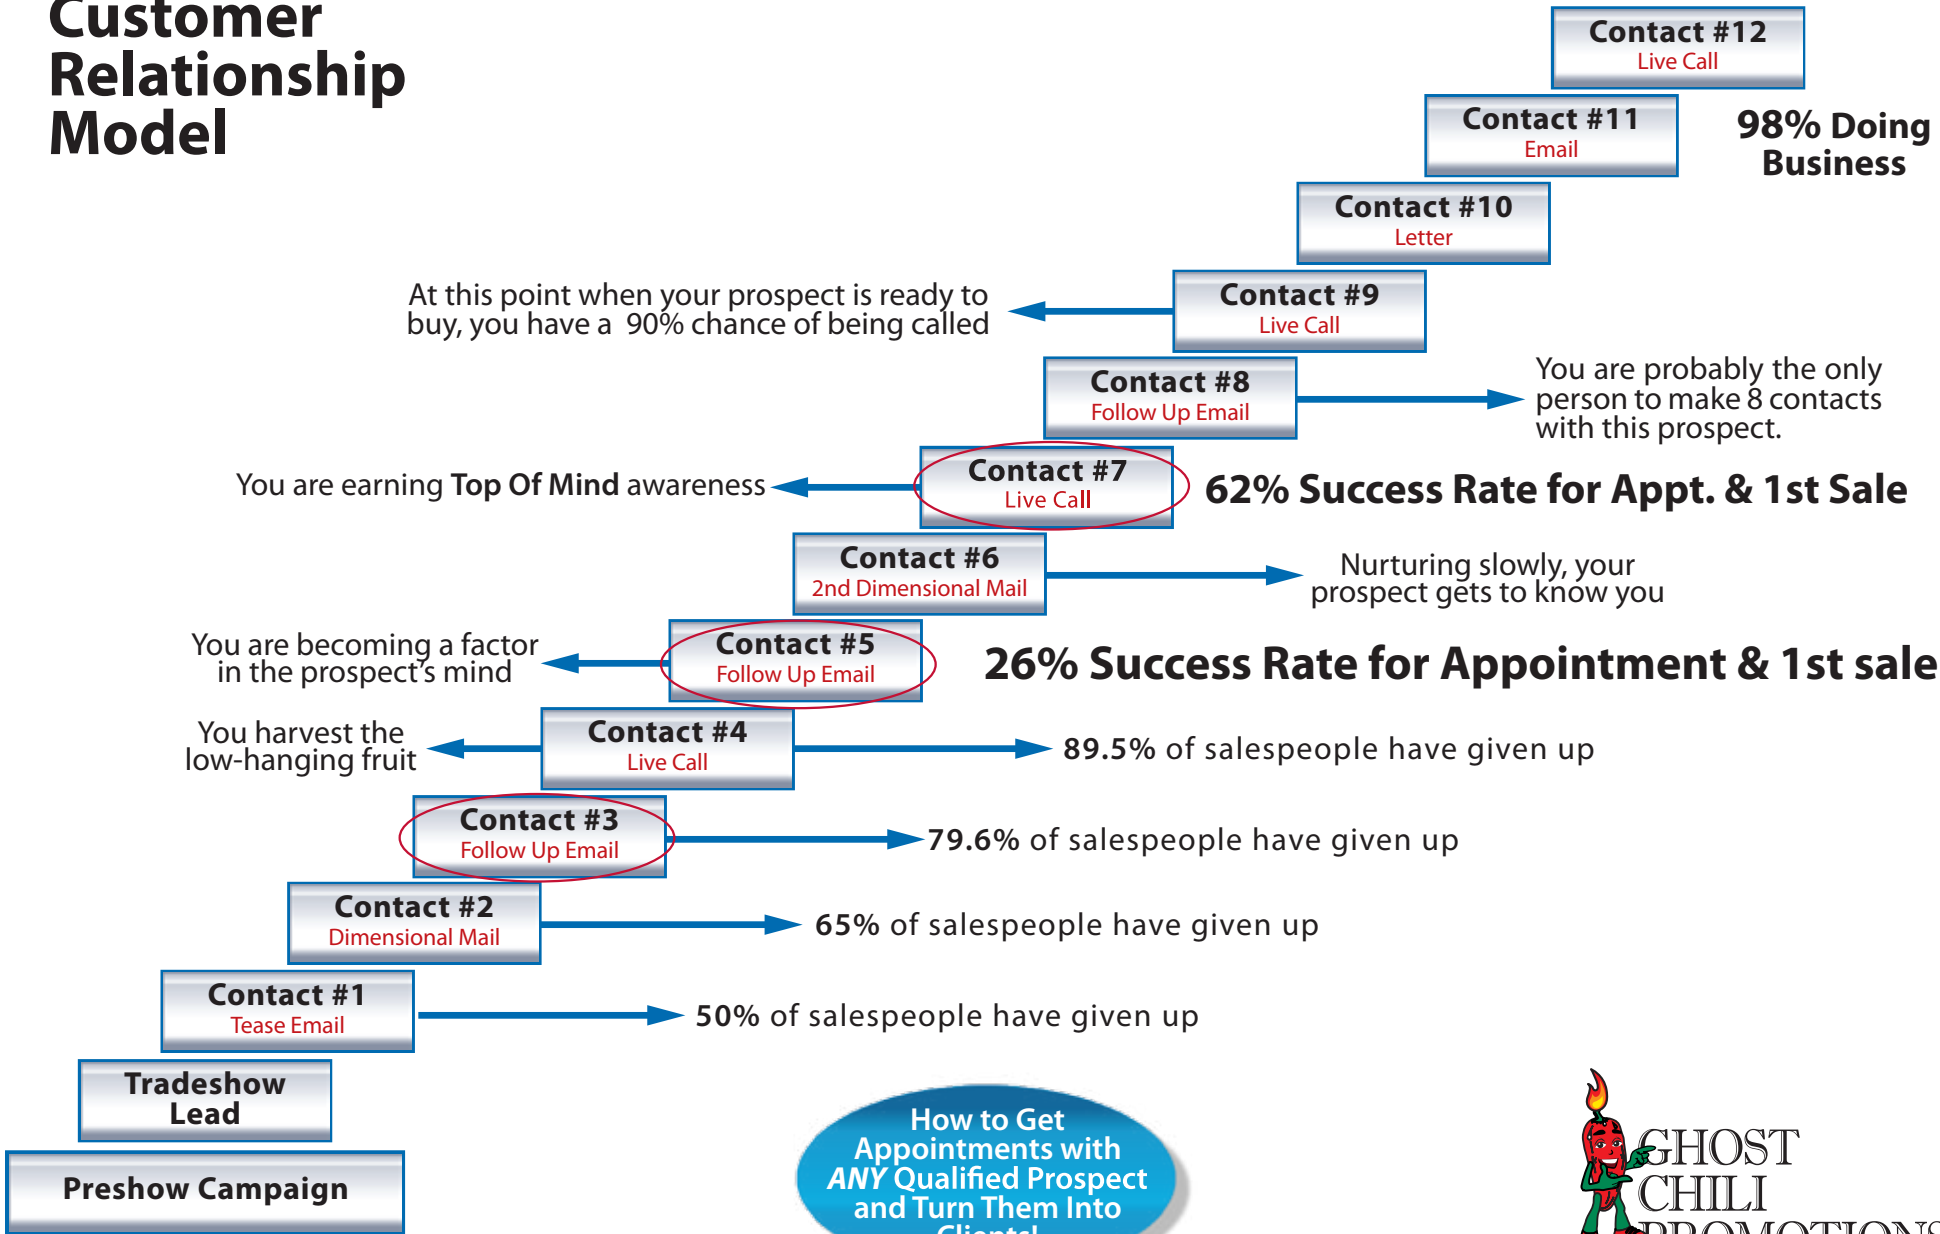 Customer
Relationship
Model
Contact #12
Live Call
Contact #11
Email
98% Doing
Business
Contact #10
Letter
At this point when your prospect is ready to
buy, you have a 90% chance of being called
Contact #9
Live Call
Contact #8
Follow Up Email
You are probably the only
person to make 8 contacts
with this prospect.
You are earning Top Of Mind awareness
Contact #7
Live Call
62% Success Rate for Appt. & 1st Sale
Contact #6
2nd Dimensional Mail
Nurturing slowly, your
prospect gets to know you
You are becoming a factor
in the prospect's mind
Contact #5
Follow Up Email
26% Success Rate for Appointment & 1st sale
You harvest the
low-hanging fruit
Contact #4
Live Call
89.5% of salespeople have given up
Contact #3
Follow Up Email
79.6% of salespeople have given up
Contact #2
Dimensional Mail
65% of salespeople have given up
Contact #1
Tease Email
50% of salespeople have given up
Tradeshow
Lead
Preshow Campaign
How to Get
Appointments with
ANY Qualified Prospect
and Turn Them Into
Clients!
GHOST
CHILI
PROMOTIONS